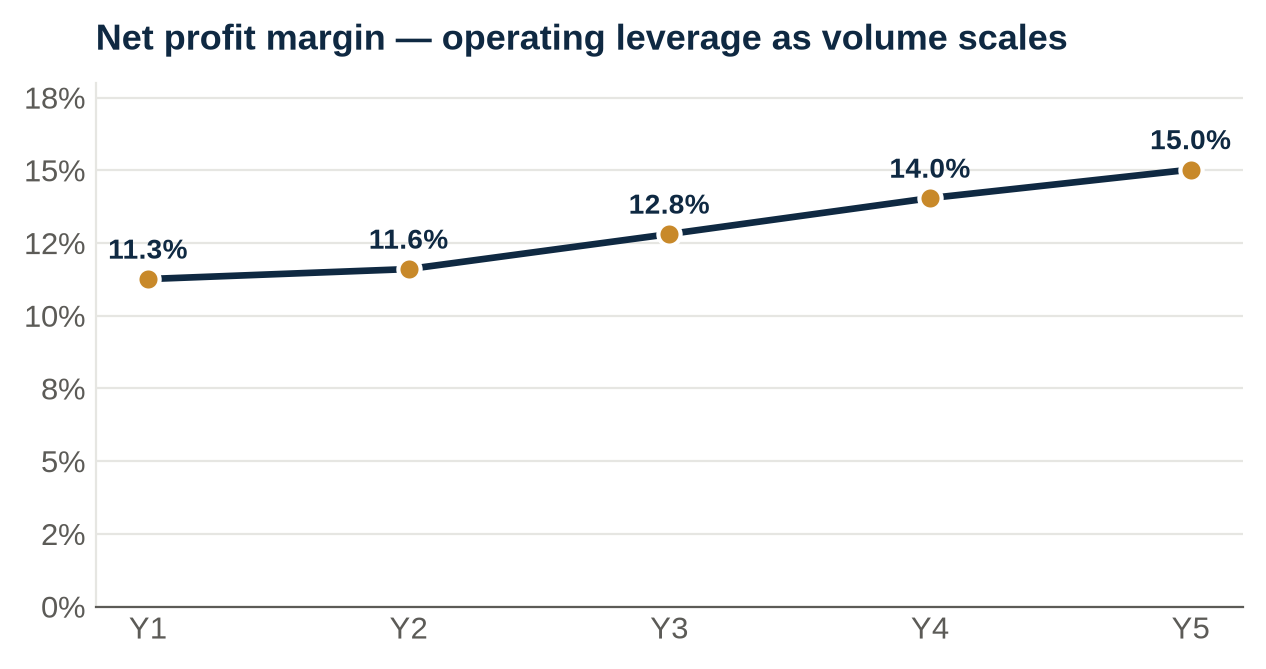 Net profit margin — operating leverage as volume scales
18%
15%
12%
10%
8%
5%
2%
0%
11.3%
11.6%
12.8%
14.0%
15.0%
Y1
Y2
Y3
Y4
Y5